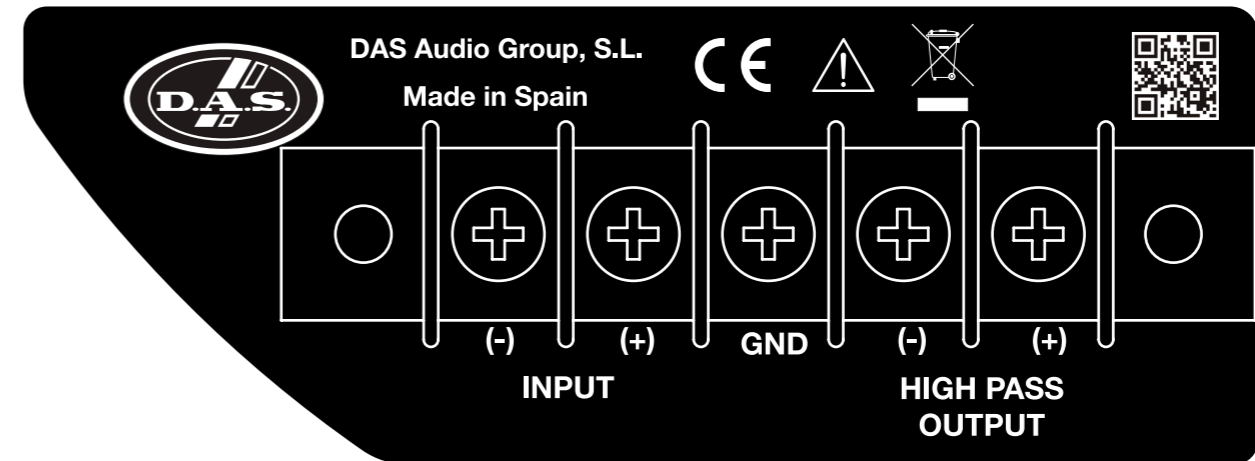 D.A.S.
DAS Audio Group, S.L.
Made in Spain
CE
(-) (+) GND (-) (+)
INPUT
HIGH PASS
OUTPUT